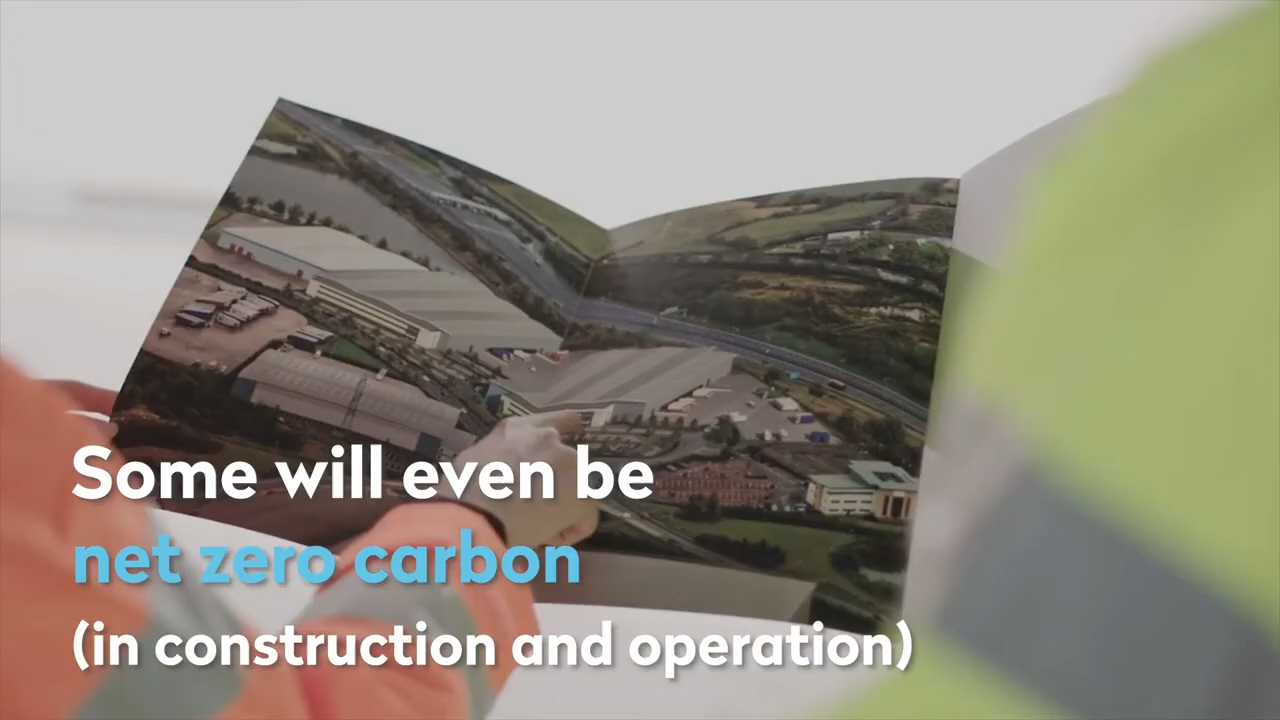 Some will even be
net zero carbon
(in construction and operation)